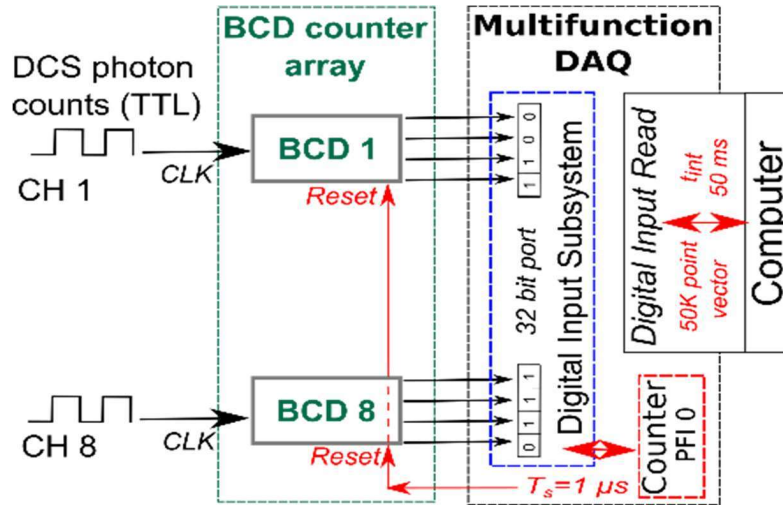 BCD counter
array
Multifunction
DAQ
DCS photon
counts (TTL)
CH 1
CLK
BCD 1
Reset
0
0
1
1
32 bit port
Digital Input Subsystem
Digital Input Read
t_int
50 ms
50K point
vector
Computer
CH 8
CLK
BCD 8
Reset
1
1
1
0
Counter
PFI 0
T_s=1 µs